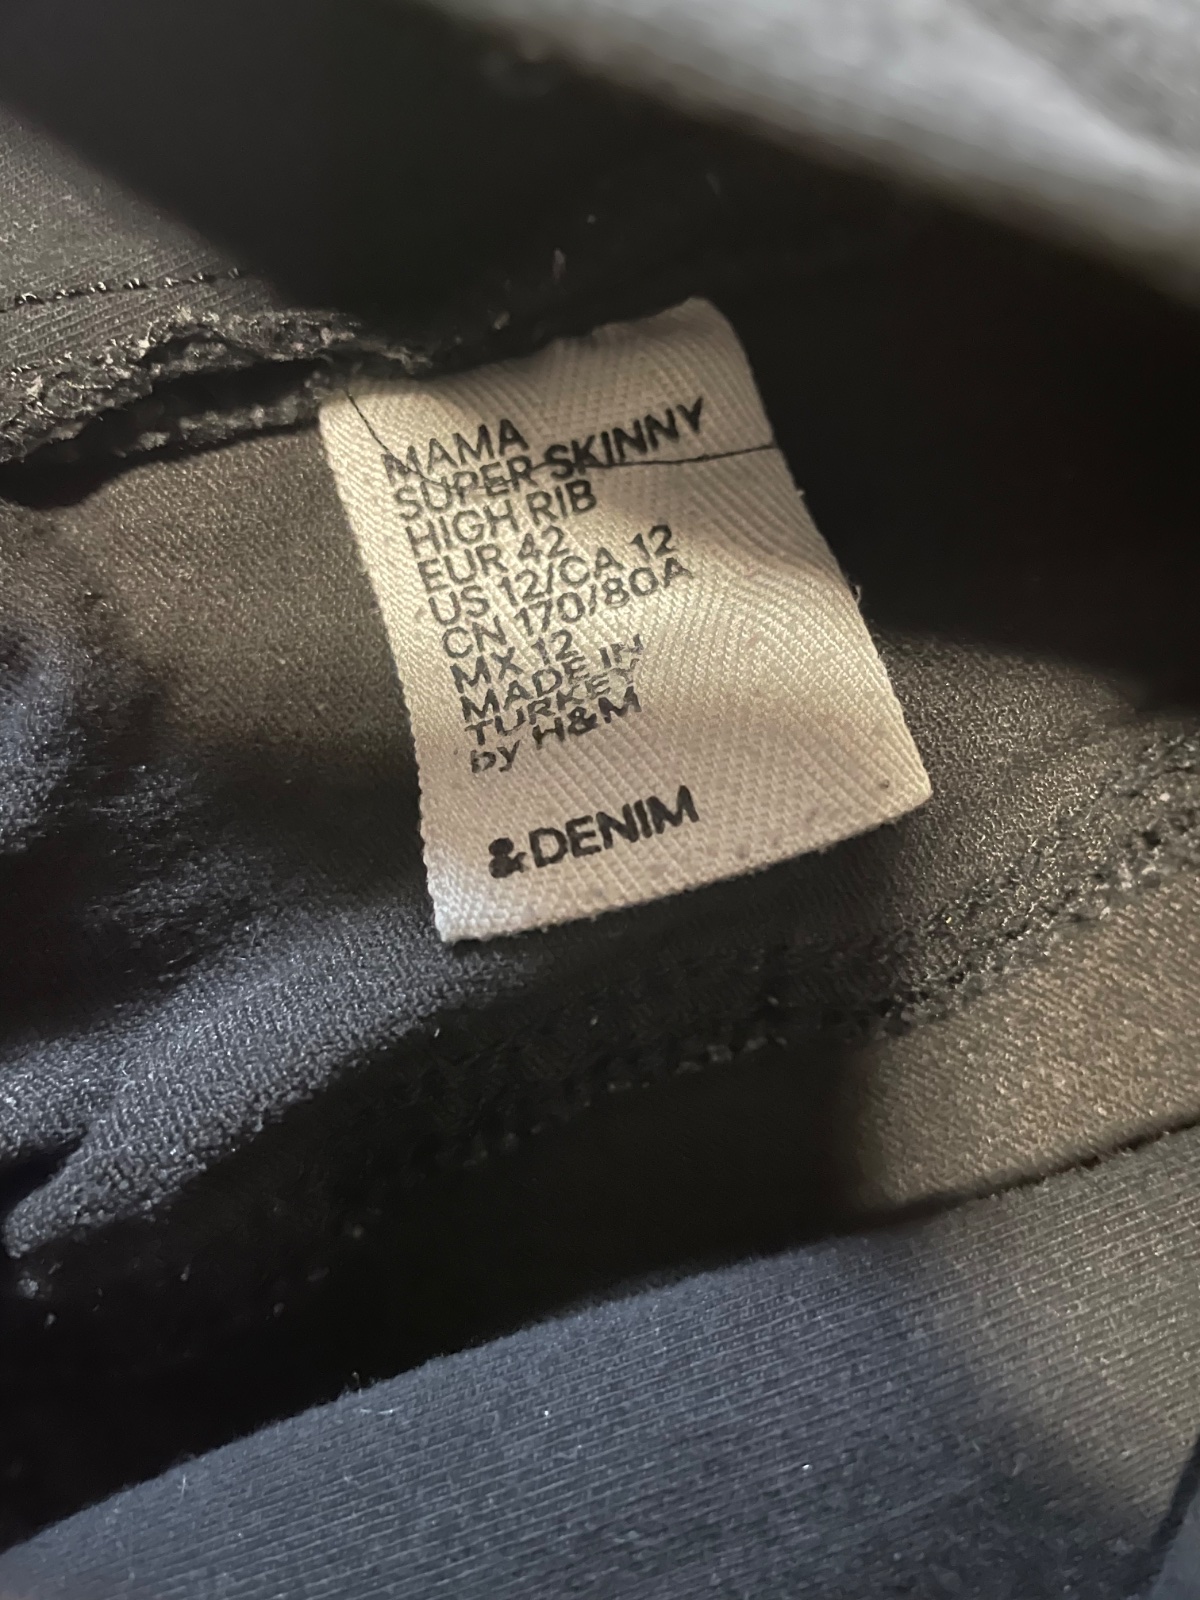 MAMA
SUPER SKINNY
HIGH RIB
EUR 42
US 12/CA 12
CN 170/80A
MX 12
MADE IN
TURKEY
by H&M
&DENIM